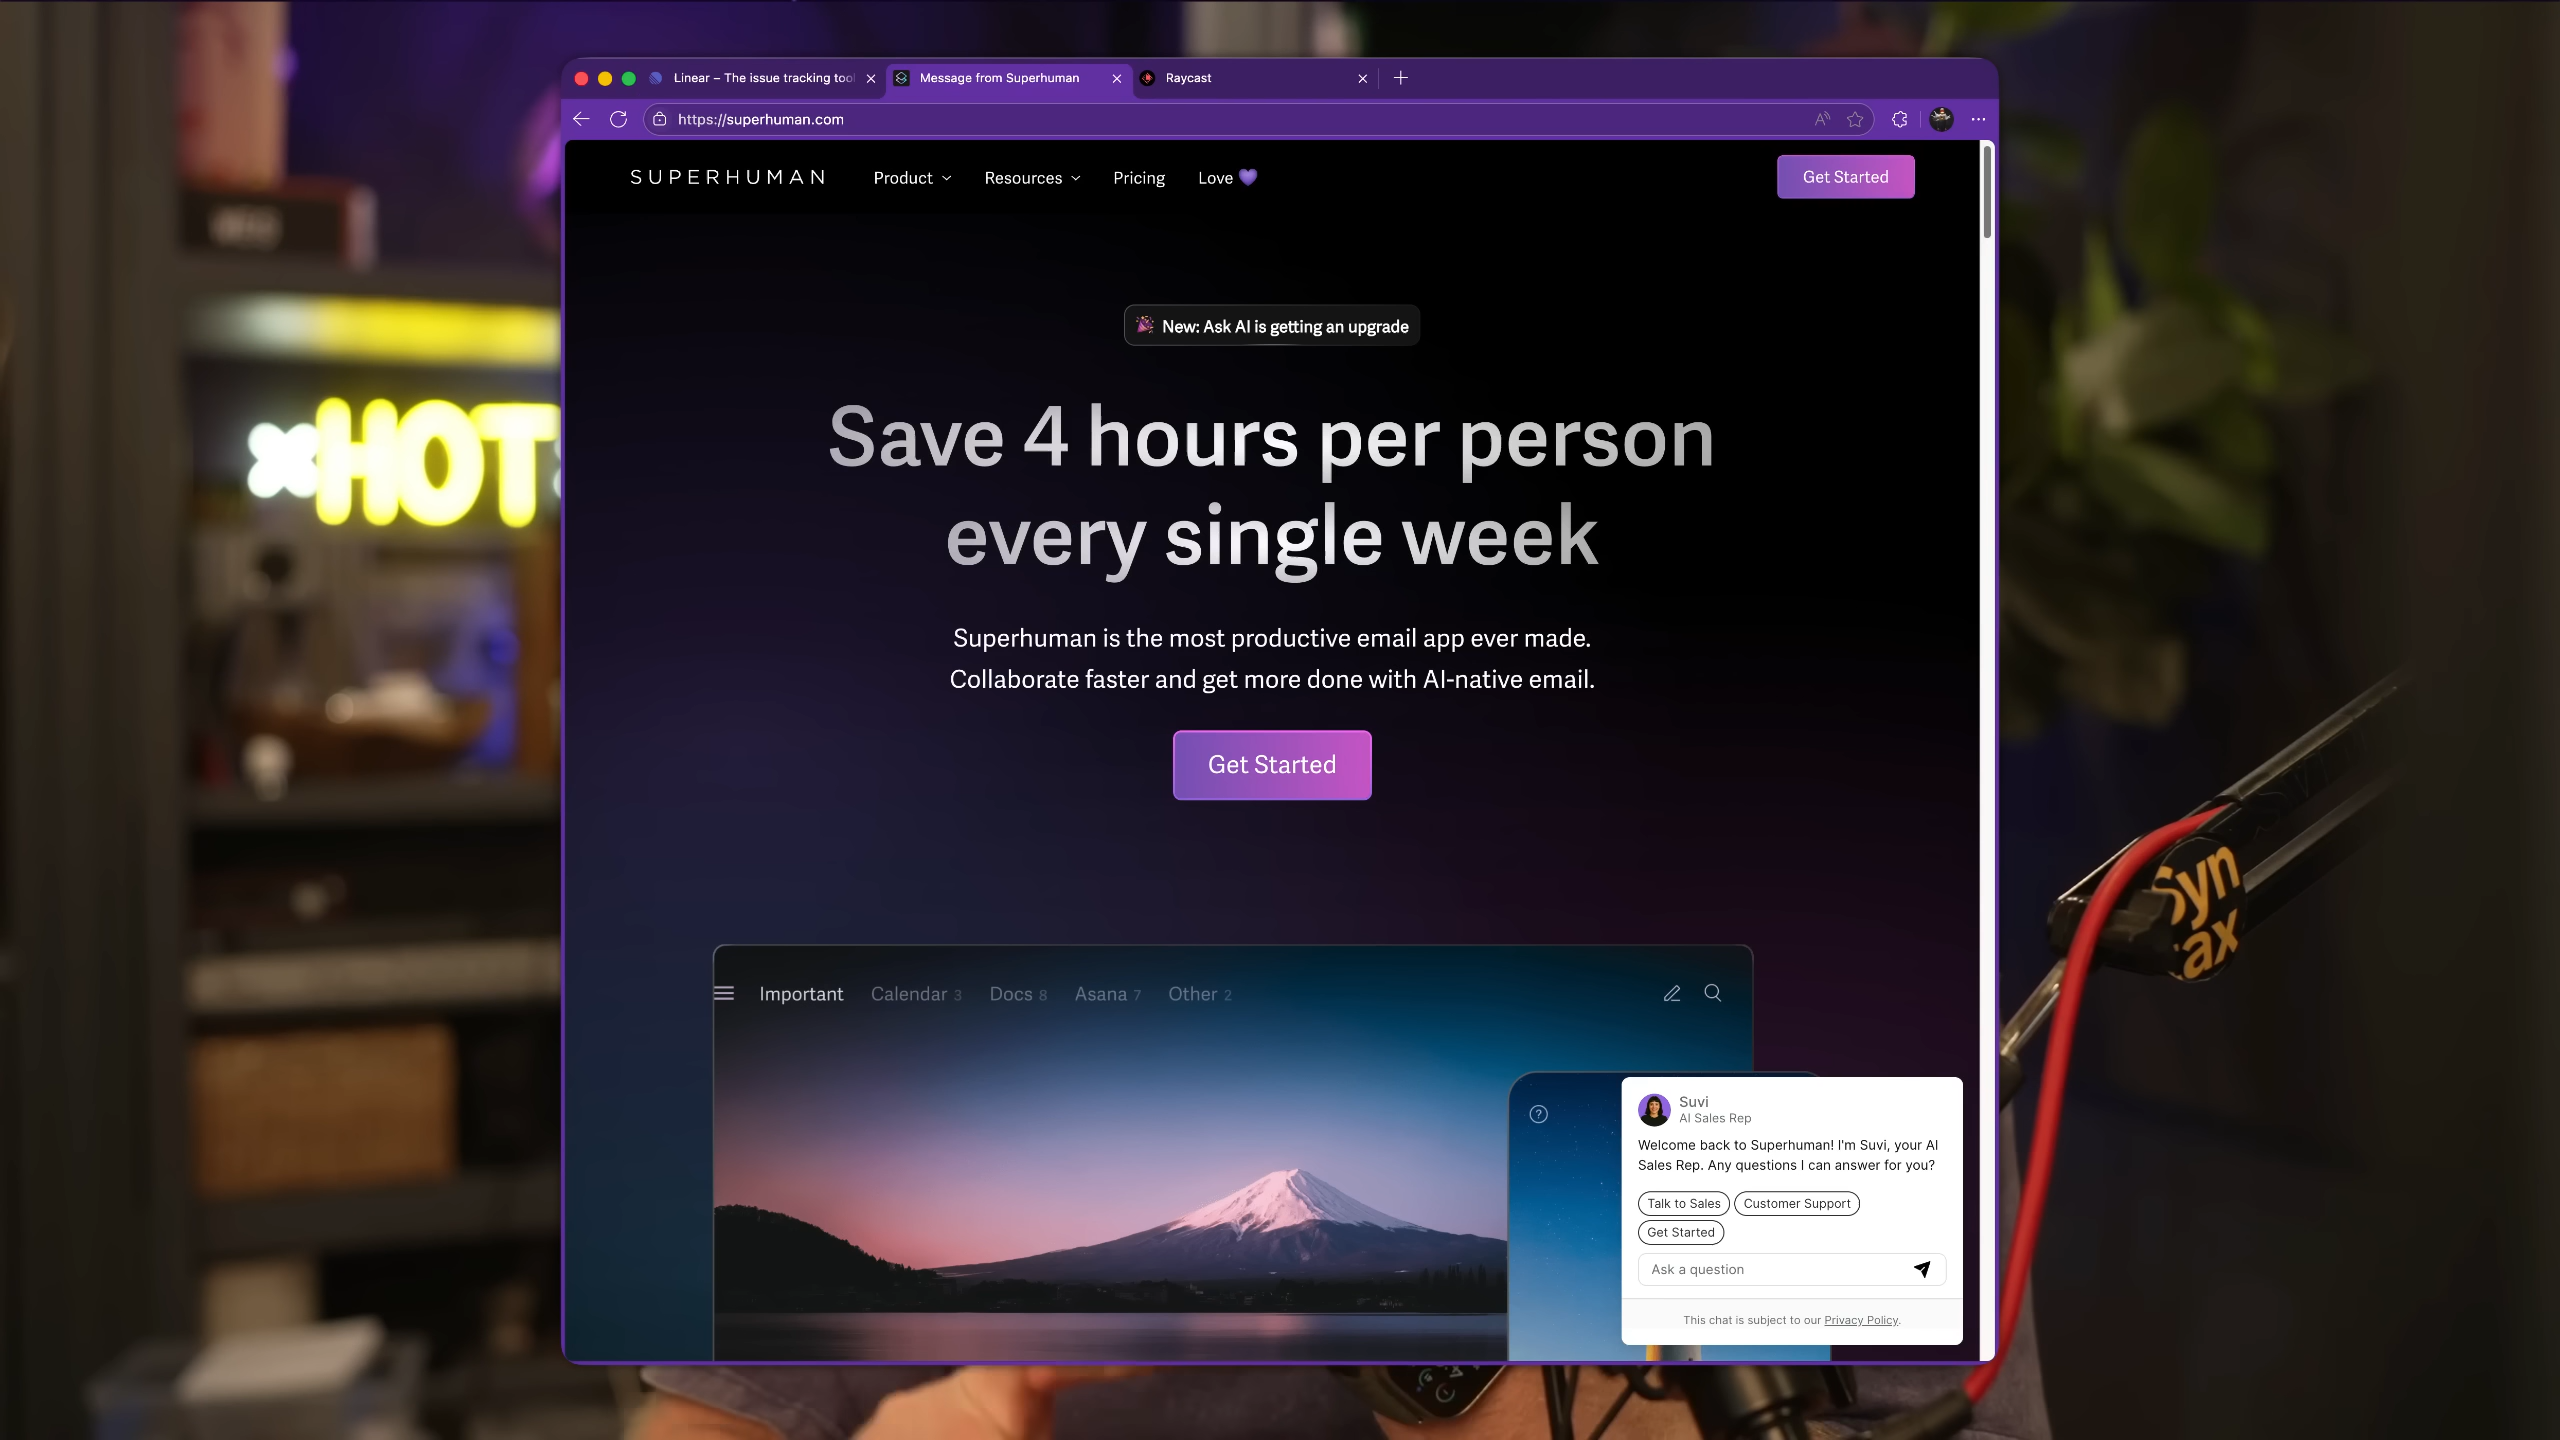 Linear – The issue tracking too
Message from Superhuman
Raycast
https://superhuman.com
SUPERHUMAN
Product
Resources
Pricing
Love 💜
Get Started
New: Ask AI is getting an upgrade
Save 4 hours per person
every single week
Superhuman is the most productive email app ever made.
Collaborate faster and get more done with AI-native email.
Get Started
HOT
Syn
tax
Important
Calendar 3
Docs 8
Asana 7
Other 2
Suvi
AI Sales Rep
Welcome back to Superhuman! I'm Suvi, your AI
Sales Rep. Any questions I can answer for you?
Talk to Sales
Customer Support
Get Started
Ask a question
This chat is subject to our Privacy Policy.